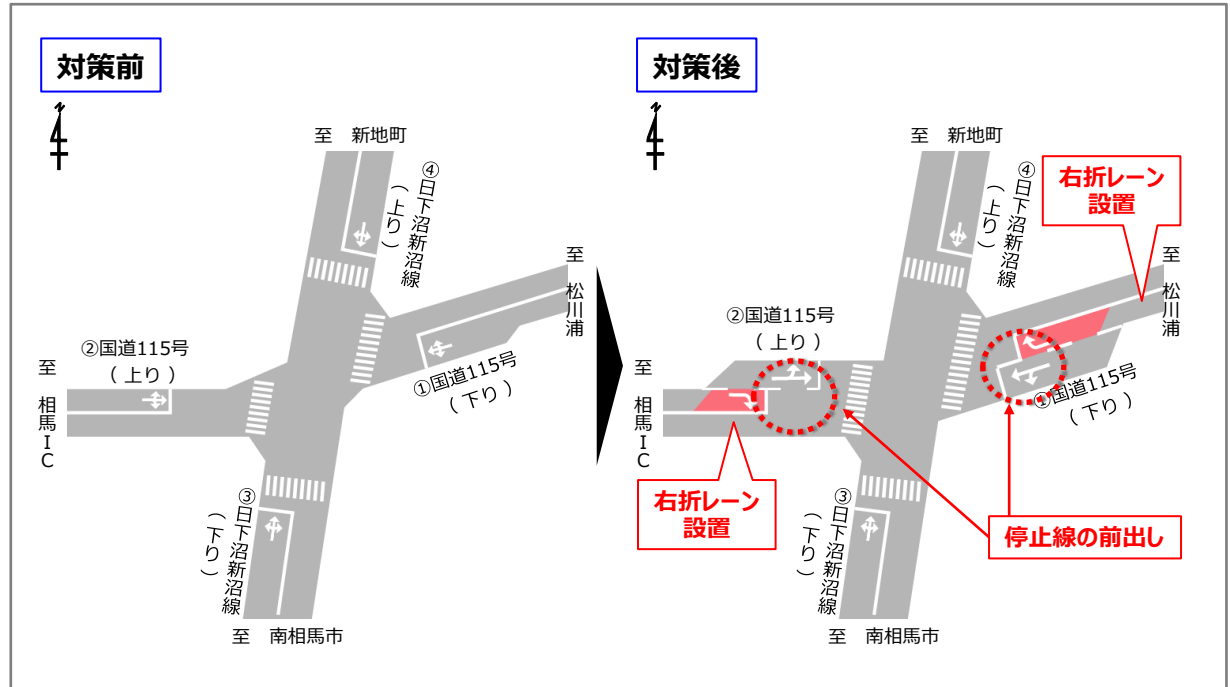 対策前
至 新地町
④日下沼新沼線
（上り）
至 松川浦
②国道115号
（ 上り ）
至 相馬IC
①国道115号
（ 下り ）
③日下沼新沼線
（下り）
至 南相馬市
対策後
至 新地町
④日下沼新沼線
（上り）
右折レーン
設置
至 松川浦
②国道115号
（ 上り ）
至 相馬IC
①国道115号
（ 下り ）
右折レーン
設置
③日下沼新沼線
（下り）
停止線の前出し
至 南相馬市